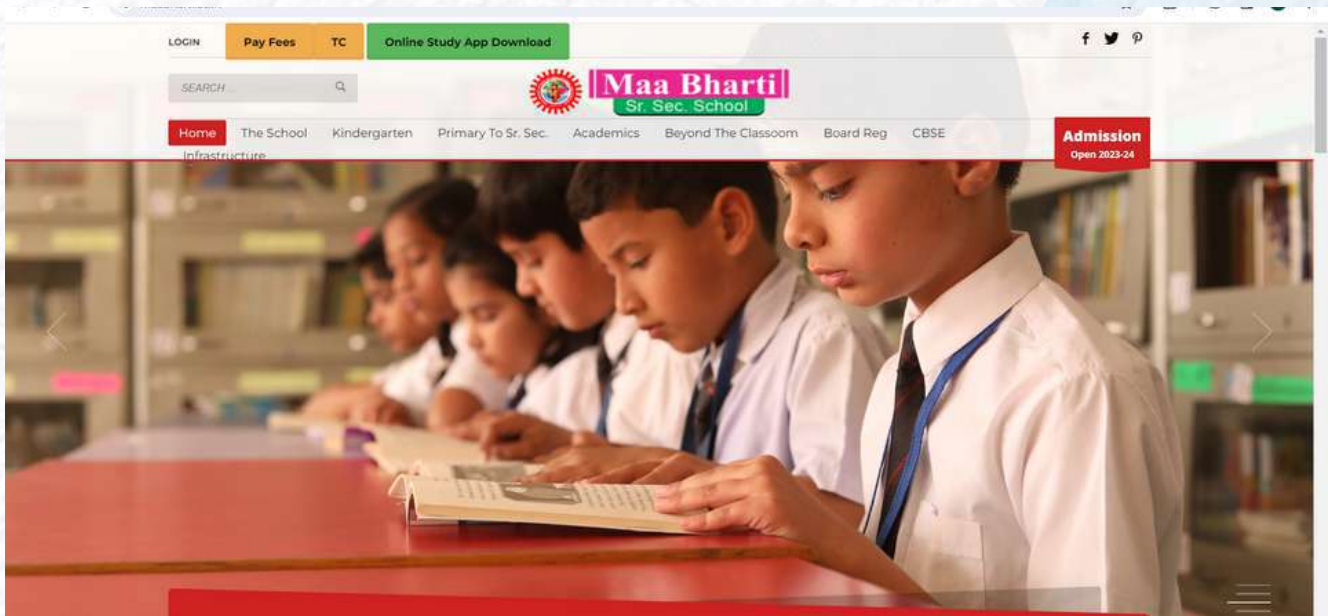 LOGIN Pay Fees TC Online Study App Download
SEARCH...
Maa Bharti
Sr. Sec. School
Home The School Kindergarten Primary To Sr. Sec. Academics Beyond The Classoom Board Reg CBSE
Infrastructure
Admission
Open 2023-24